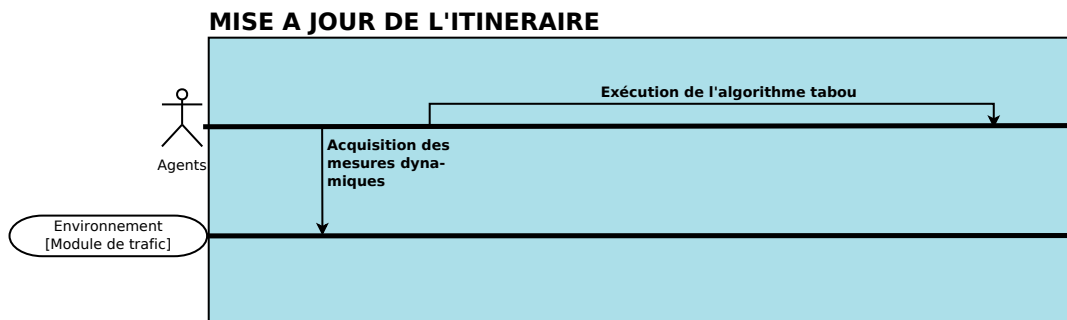 MISE A JOUR DE L'ITINERAIRE
Exécution de l'algorithme tabou
Acquisition des
mesures dyna-
miques
Agents
Environnement
[Module de trafic]